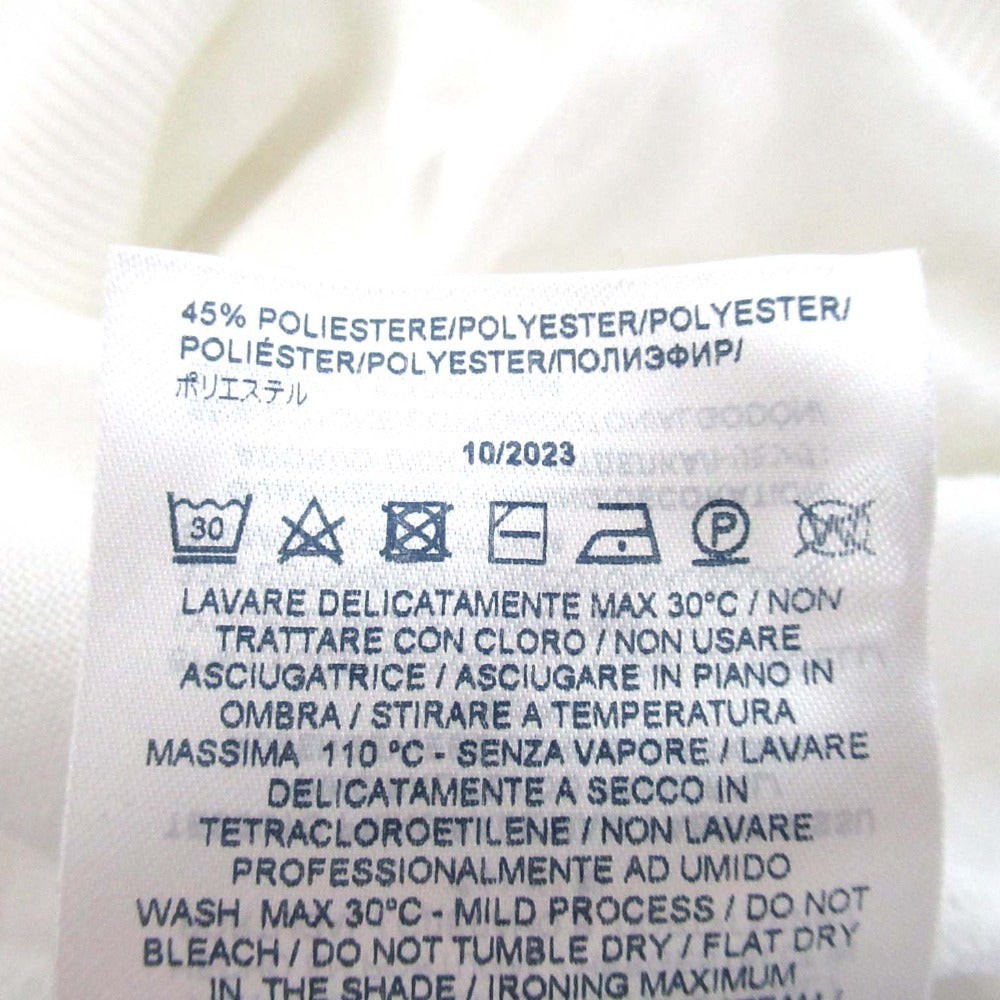 45% POLIESTERE/POLYESTER/POLYESTER/
POLIÉSTER/POLYESTER/ПОЛИЭФИР/
ポリエステル
10/2023
30 P
LAVARE DELICATAMENTE MAX 30°C / NON
TRATTARE CON CLORO / NON USARE
ASCIUGATRICE / ASCIUGARE IN PIANO IN
OMBRA / STIRARE A TEMPERATURA
MASSIMA 110 °C - SENZA VAPORE / LAVARE
DELICATAMENTE A SECCO IN
TETRACLOROETILENE / NON LAVARE
PROFESSIONALMENTE AD UMIDO
WASH MAX 30°C - MILD PROCESS / DO NOT
BLEACH / DO NOT TUMBLE DRY / FLAT DRY
IN THE SHADE / IRONING MAXIMUM